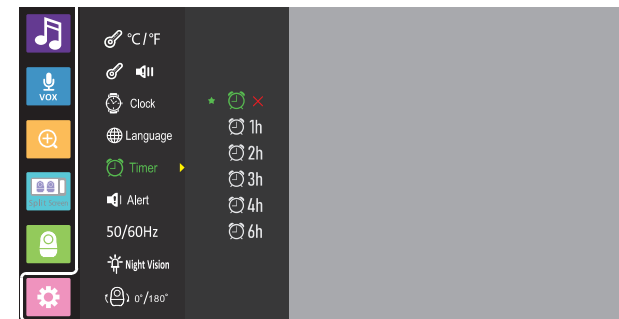 VOX
Split Screen
°C/°F
Clock
Language
Timer
Alert
50/60Hz
Night Vision
0°/180°
1h
2h
3h
4h
6h